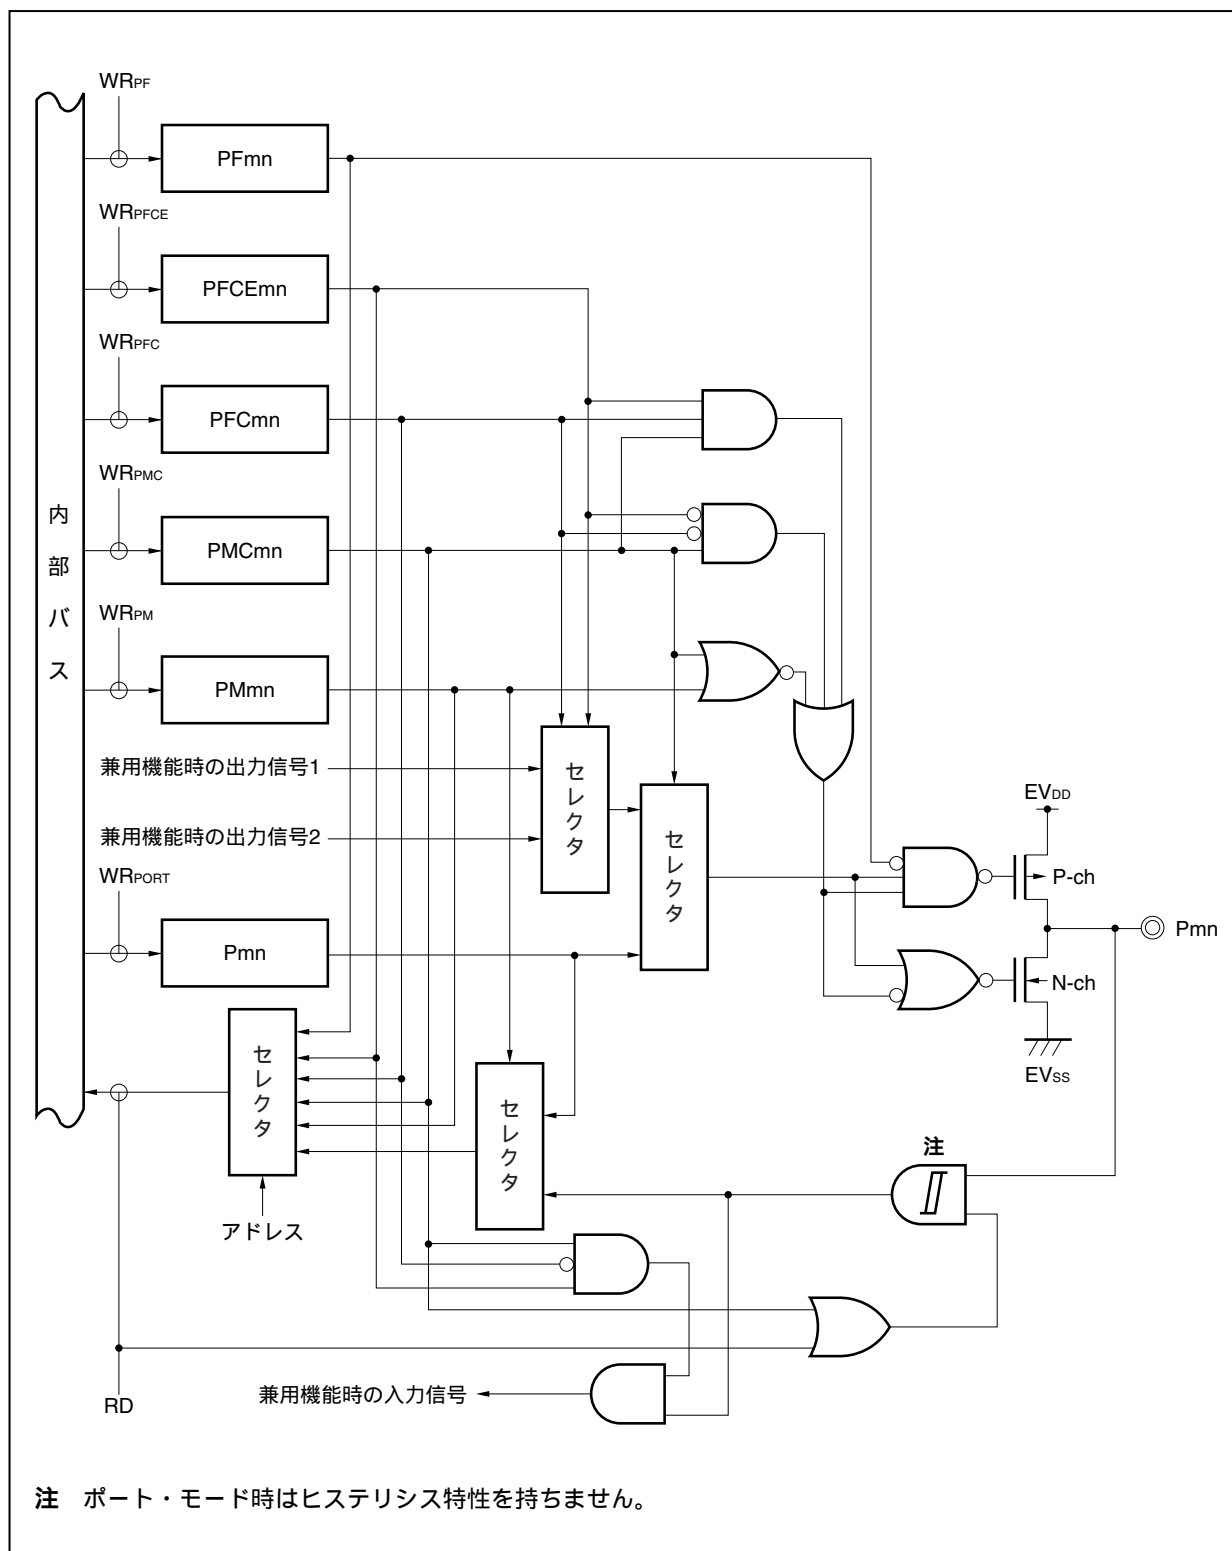 WRPF
PFmn
WRPFCE
PFCEmn
WRPFC
PFCmn
WRPMC
PMCmn
内部バス
WRPM
PMmn
兼用機能時の出力信号1
兼用機能時の出力信号2
セレクタ
セレクタ
WRPORT
Pmn
EVDD
P-ch
Pmn
N-ch
EVSS
セレクタ
セレクタ
アドレス
注
RD
兼用機能時の入力信号
注 ポート・モード時はヒステリシス特性を持ちません。